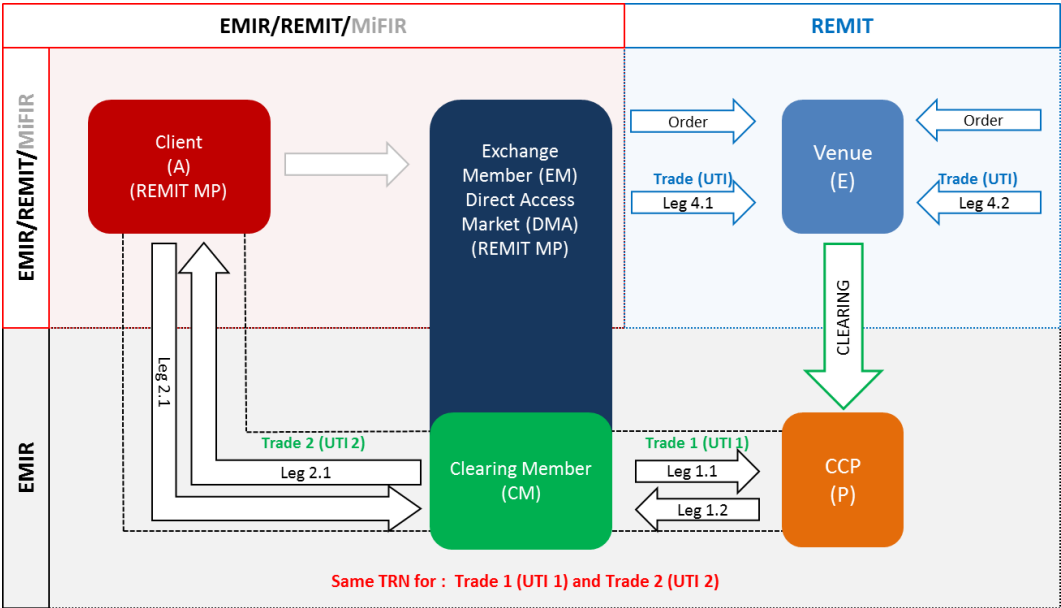 EMIR/REMIT/MiFIR
REMIT
EMIR/REMIT/MiFIR
Client
(A)
(REMIT MP)
Exchange
Member (EM)
Direct Access
Market (DMA)
(REMIT MP)
Order
Venue
(E)
Order
Trade (UTI)
Leg 4.1
Trade (UTI)
Leg 4.2
CLEARING
Leg 2.1
EMIR
Trade 2 (UTI 2)
Leg 2.1
Clearing Member
(CM)
Trade 1 (UTI 1)
Leg 1.1
Leg 1.2
CCP
(P)
Same TRN for : Trade 1 (UTI 1) and Trade 2 (UTI 2)